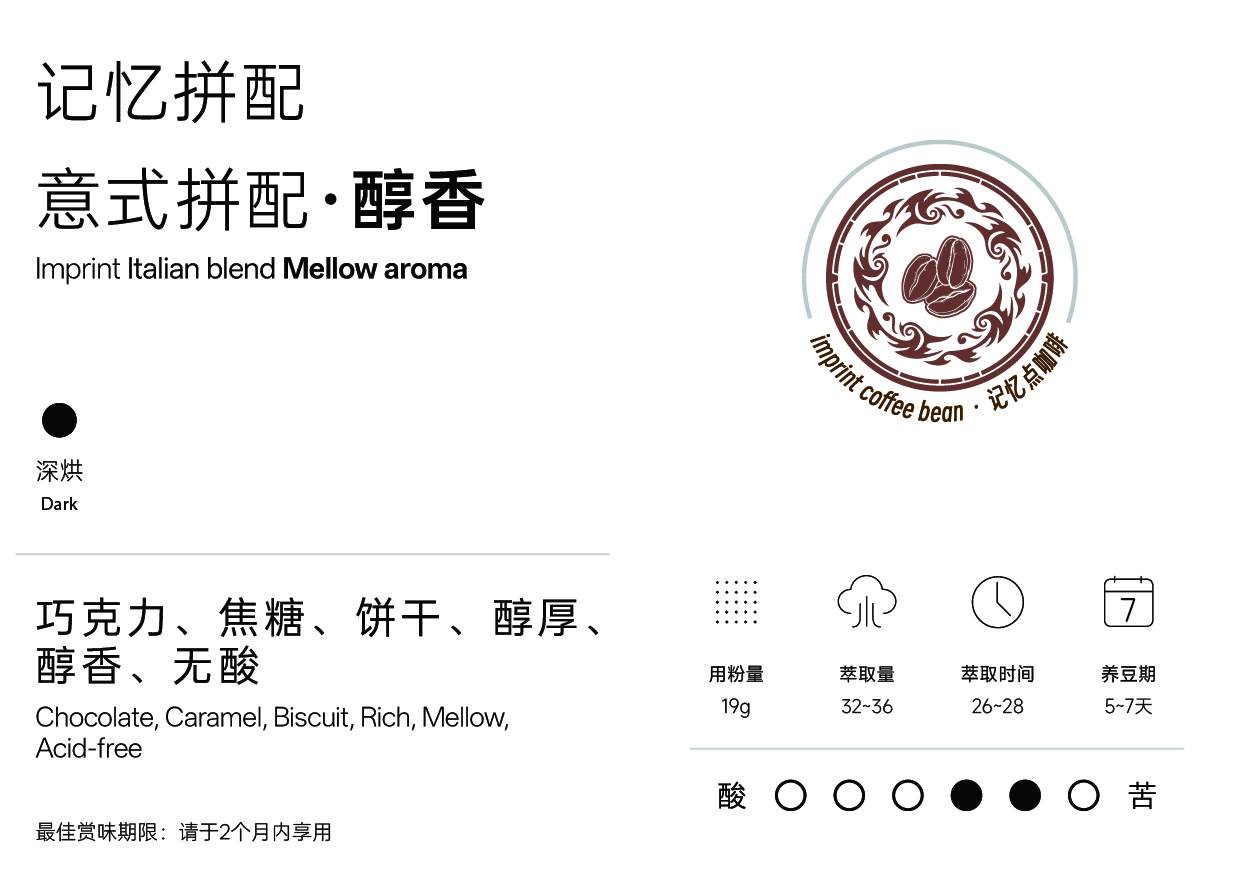 记忆拼配
意式拼配·醇香
Imprint Italian blend Mellow aroma
深烘
Dark
巧克力、焦糖、饼干、醇厚、
醇香、无酸
Chocolate, Caramel, Biscuit, Rich, Mellow,
Acid-free
最佳赏味期限：请于2个月内享用
imprint coffee bean · 记忆点咖啡
7
用粉量 萃取量 萃取时间 养豆期
19g 32~36 26~28 5~7天
酸 苦